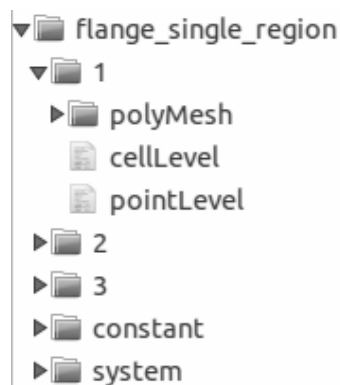 flange_single_region
1
polyMesh
cellLevel
pointLevel
2
3
constant
system